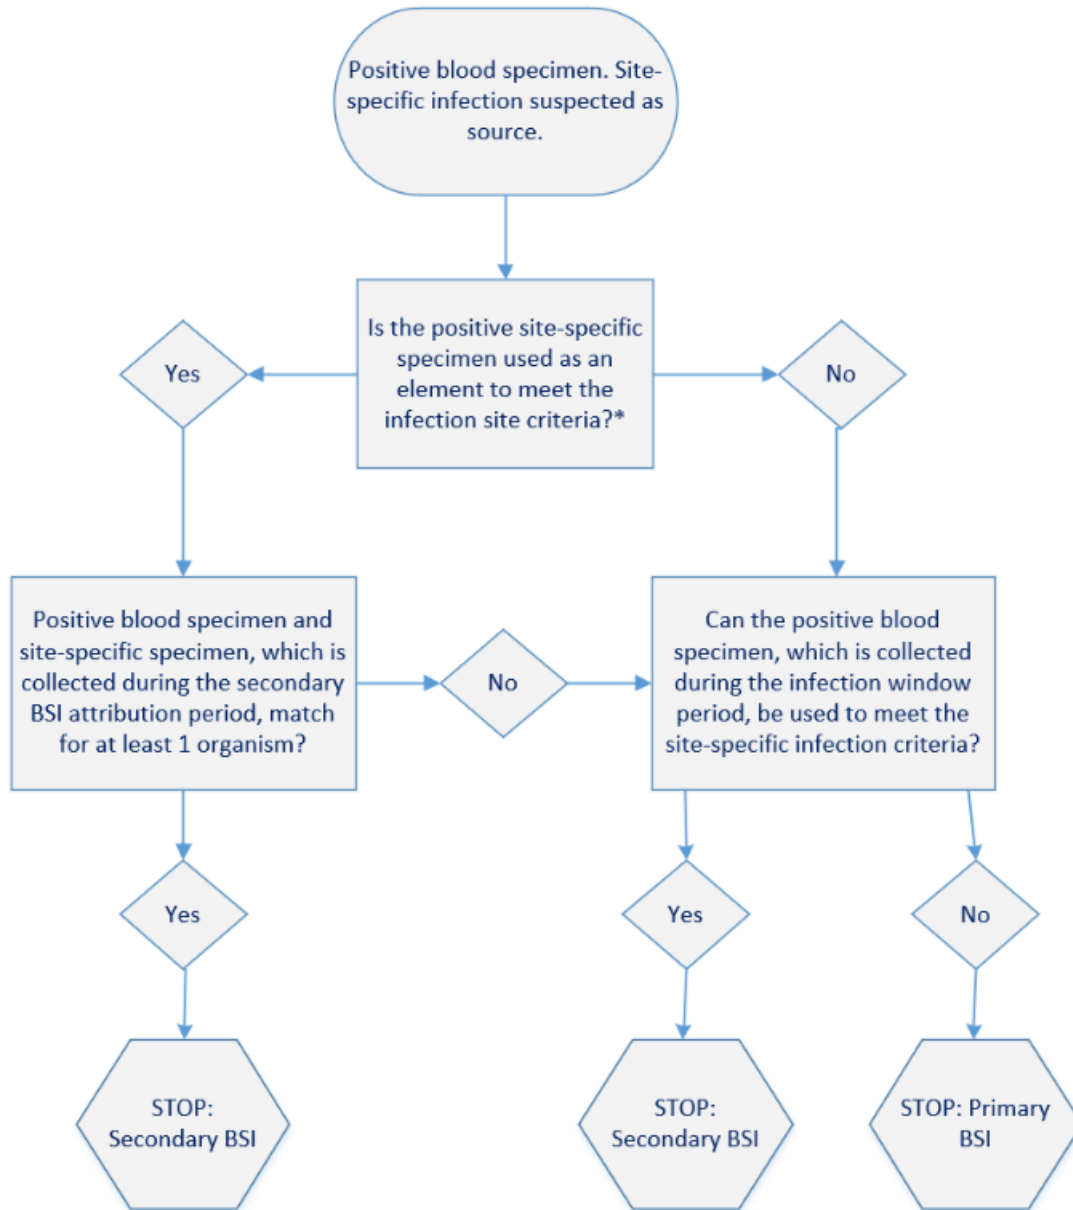 Positive blood specimen. Site-
specific infection suspected as
source.
Is the positive site-specific
specimen used as an
element to meet the
infection site criteria?*
Yes
No
Positive blood specimen and
site-specific specimen, which is
collected during the secondary
BSI attribution period, match
for at least 1 organism?
No
Can the positive blood
specimen, which is collected
during the infection window
period, be used to meet the
site-specific infection criteria?
Yes
Yes
No
STOP:
Secondary BSI
STOP:
Secondary BSI
STOP: Primary
BSI